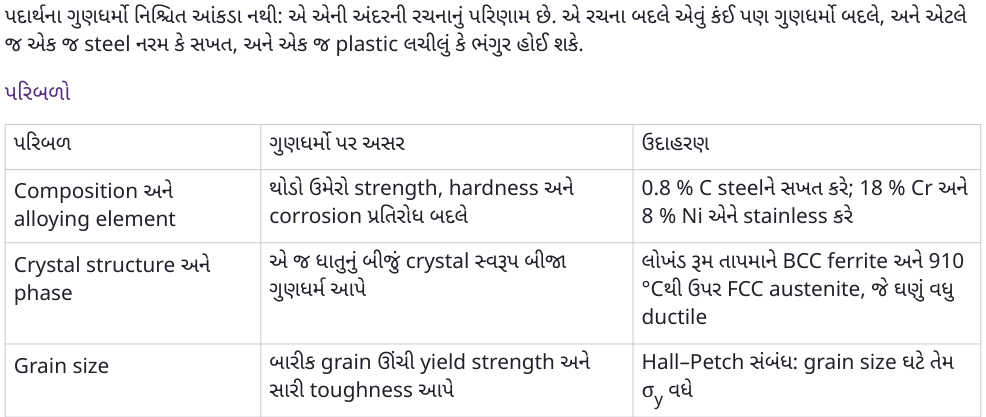 પદાર્થના ગુણધર્મો નિશ્ચિત આંકડા નથી: એ એની અંદરની રચનાનું પરિણામ છે. એ રચના બદલે એવું કંઈ પણ ગુણધર્મો બદલે, અને એટલે
જ એક જ steel નરમ કે સખત, અને એક જ plastic લચીલું કે ભંગુર હોઈ શકે.
પરિબળો
પરિબળ
ગુણધર્મો પર અસર
ઉદાહરણ
Composition અને
alloying element
થોડો ઉમેરો strength, hardness અને
corrosion પ્રતિરોધ બદલે
0.8 % C steelને સખત કરે; 18 % Cr અને
8 % Ni એને stainless કરે
Crystal structure અને
phase
એ જ ધાતુનું બીજું crystal સ્વરૂપ બીજા
ગુણધર્મ આપે
લોખંડ રૂમ તાપમાને BCC ferrite અને 910
°Cથી ઉપર FCC austenite, જે ઘણું વધુ
ductile
Grain size
બારીક grain ઊંચી yield strength અને
સારી toughness આપે
Hall–Petch સંબંધ: grain size ઘટે તેમ
σy વધે